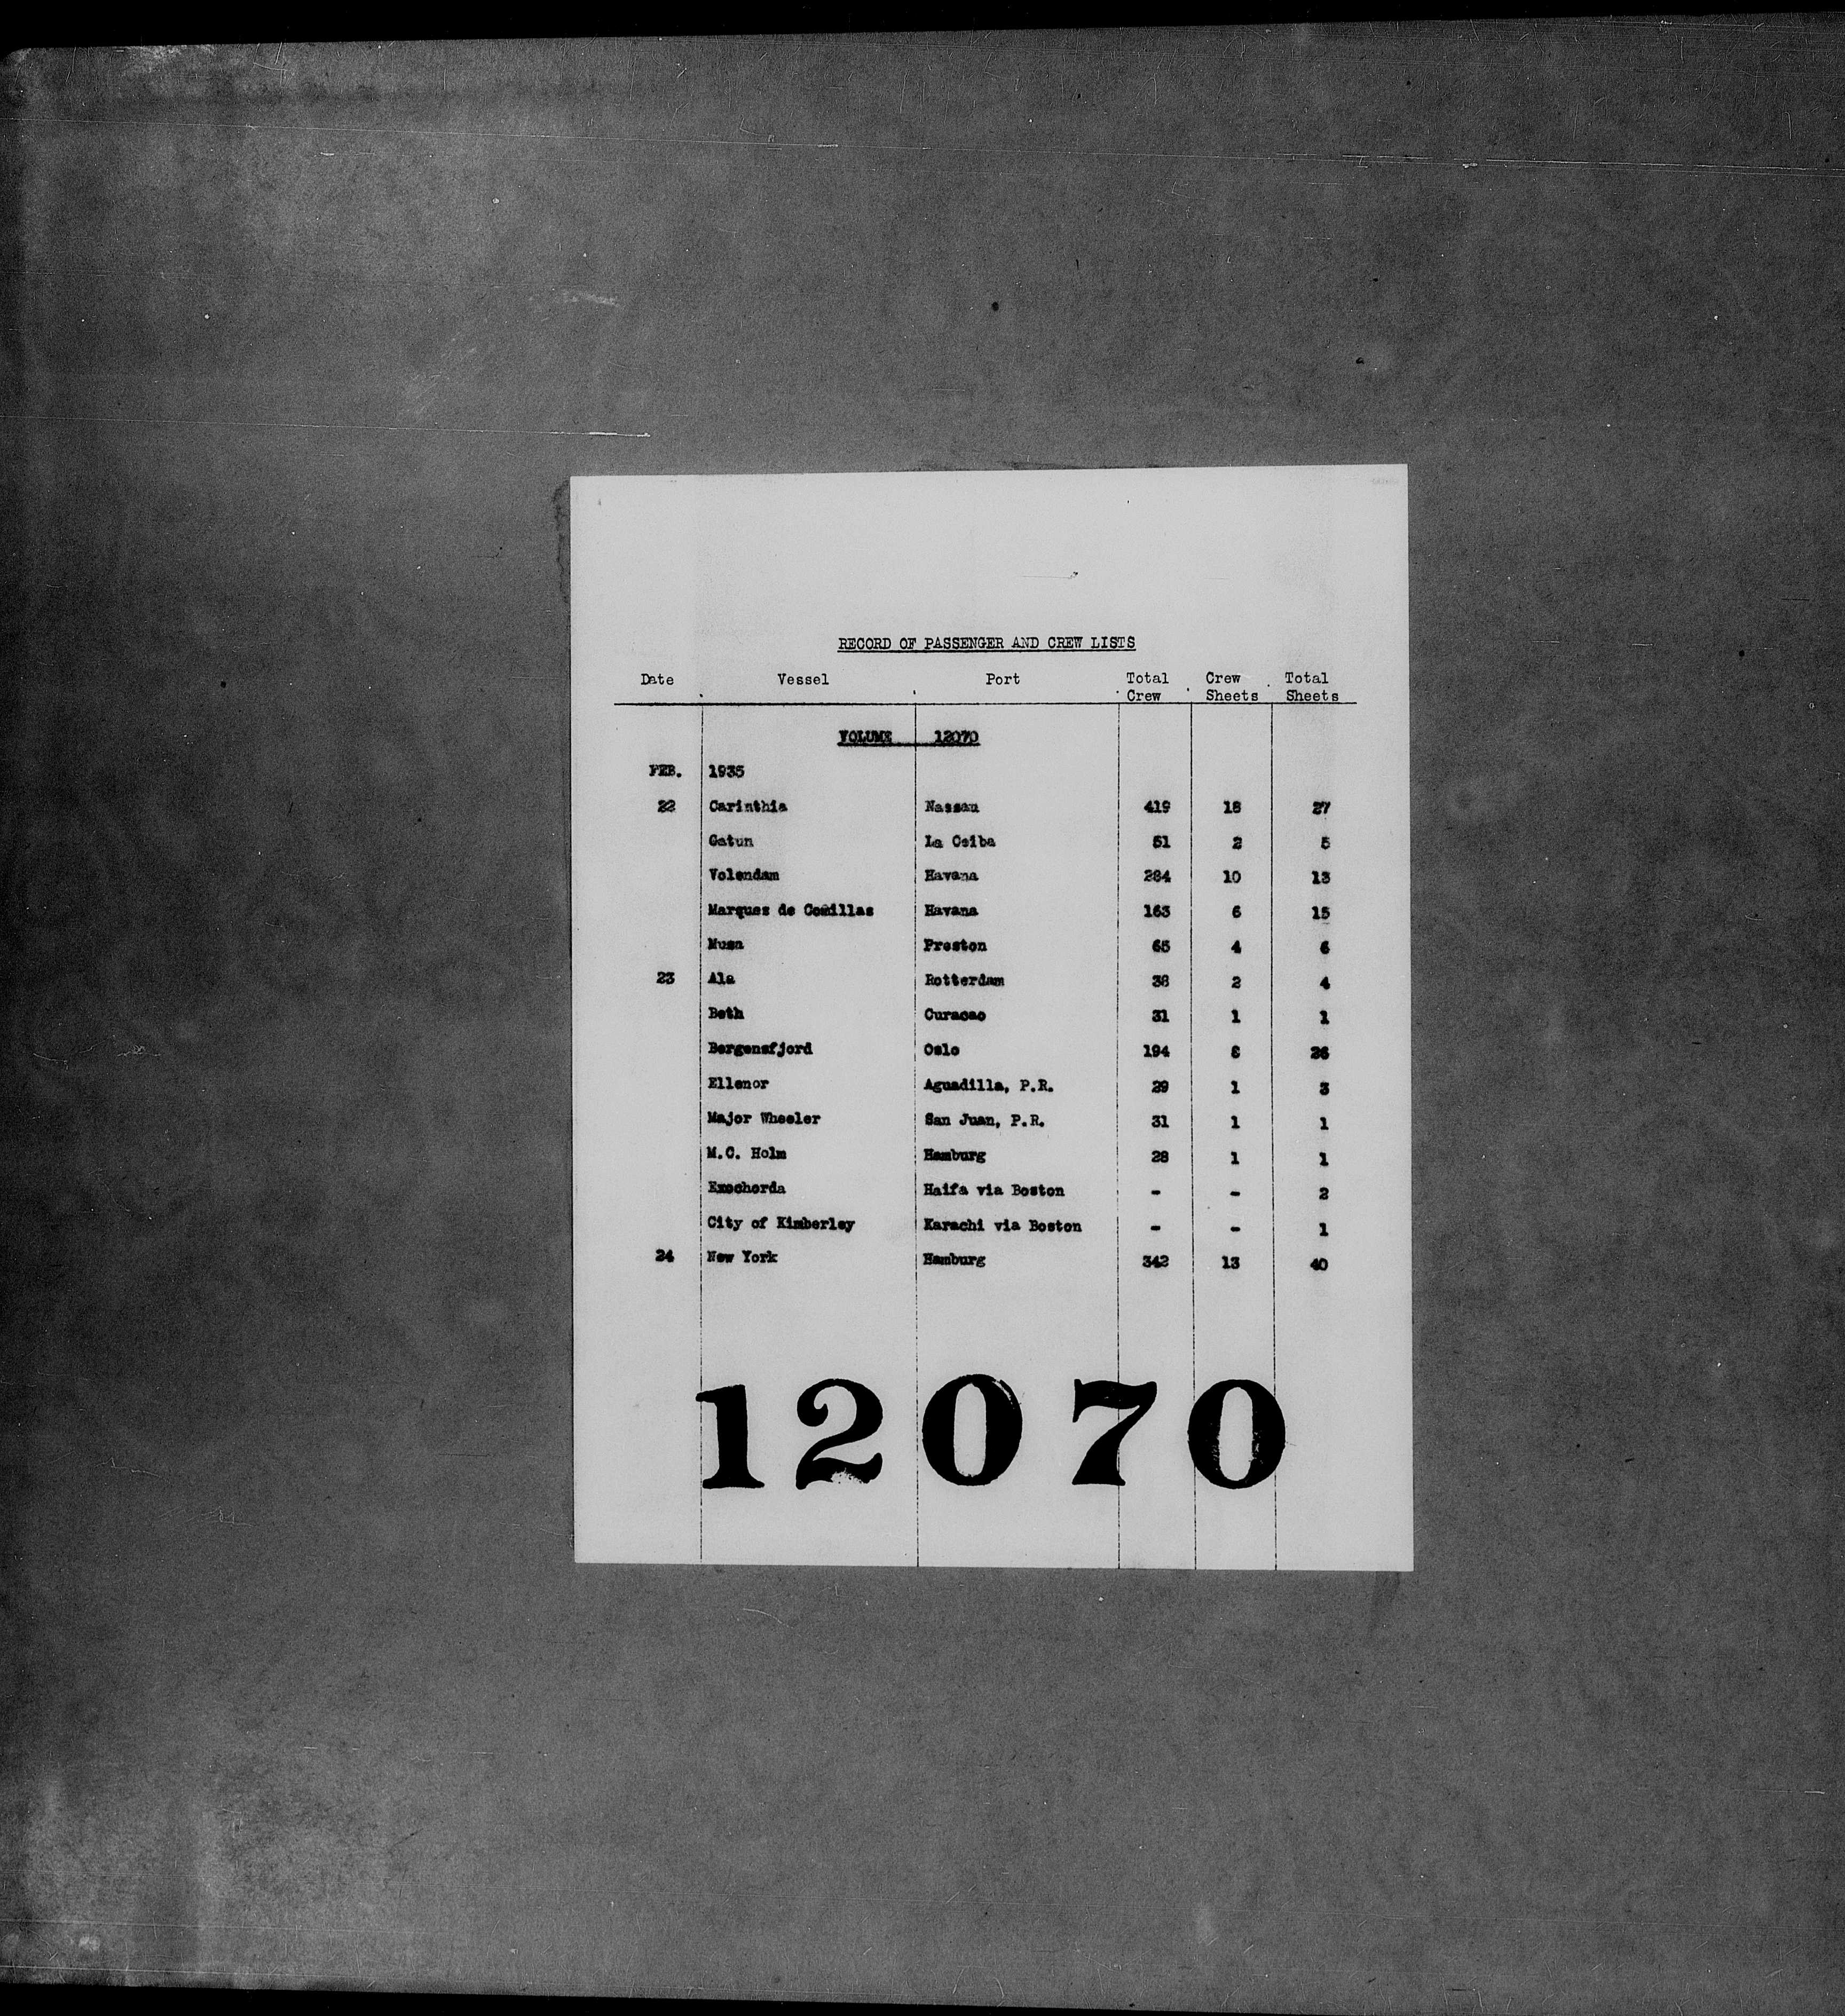 RECORD OF PASSENGER AND CREW LISTS
Date Vessel Port Total Crew Crew Sheets Total Sheets
VOLUME 12070
FEB. 1935
22 Carinthia Nassau 419 18 27
Gatun La Ceiba 51 2 5
Volendam Havana 284 10 13
Marques de Comillas Havana 163 6 15
Musa Preston 65 4 6
23 Ala Rotterdam 38 2 4
Beth Curacao 31 1 1
Bergensfjord Oslo 194 8 26
Ellenor Aguadilla, P.R. 29 1 3
Major Wheeler San Juan, P.R. 31 1 1
M.C. Holm Hamburg 28 1 1
Exochorda Haifa via Boston - - 2
City of Kimberley Karachi via Boston - - 1
24 New York Hamburg 342 13 40
12070